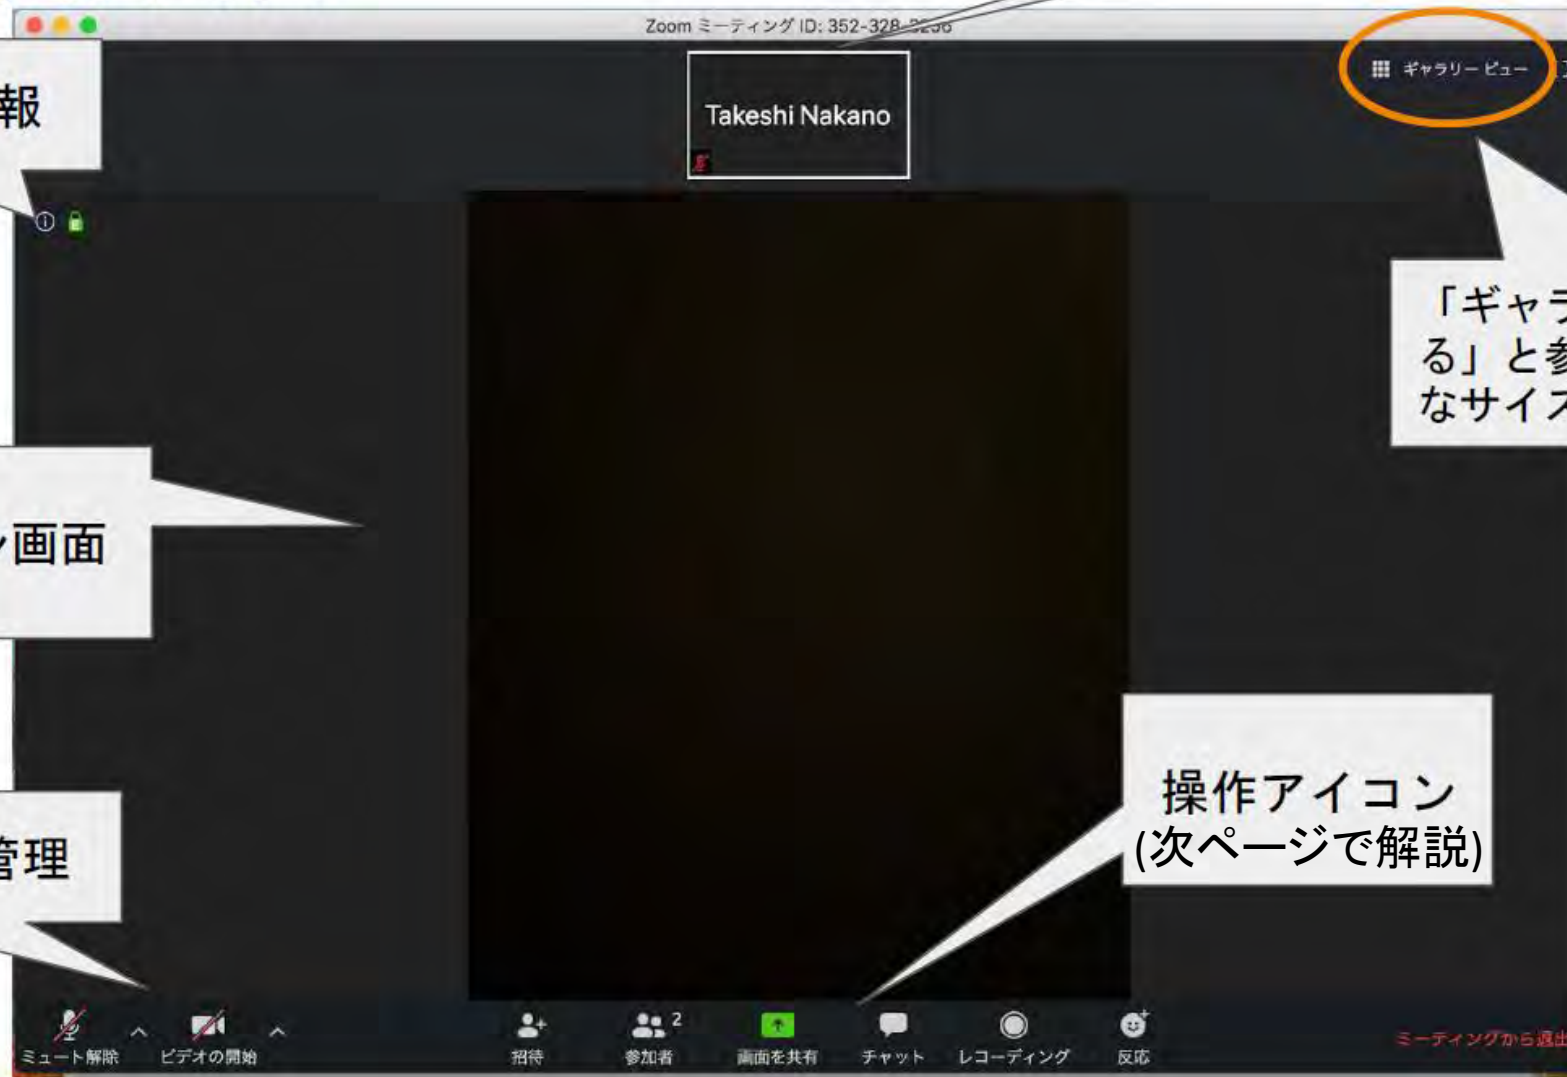 Zoom ミーティング ID: 352-328-3256
ギャラリー ビュー
報
Takeshi Nakano
「ギャラ
る」と参
なサイズ
ン画面
操作アイコン
(次ページで解説)
管理
ミュート解除
ビデオの開始
招待
参加者
2
画面を共有
チャット
レコーディング
反応
ミーティングから退出